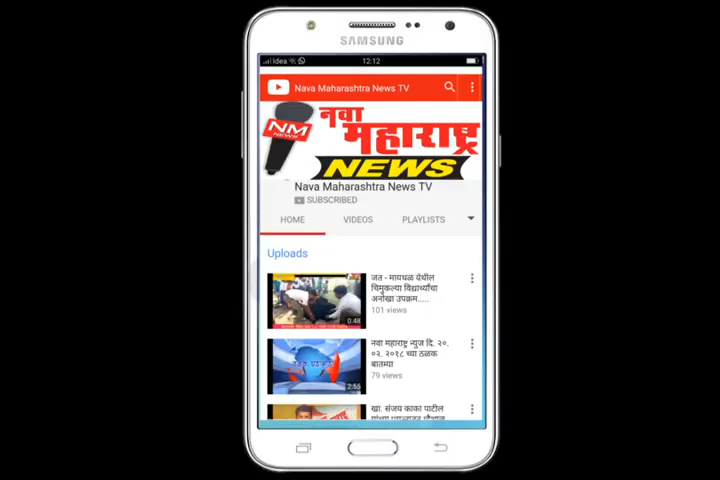 SAMSUNG
Idea
12:12
Nava Maharashtra News TV
NM
NEWS
नवा
महाराष्ट्र
NEWS
Nava Maharashtra News TV
SUBSCRIBED
HOME VIDEOS PLAYLISTS
Uploads
जत - मायथळ येथील
चिमुकल्या विद्यार्थ्यांचा
अनोखा उपक्रम.....
101 views
0:48
नवा महाराष्ट्र न्युज दि. २०.
०२. २०१८ च्या ठळक
बातम्या
79 views
2:55
खा. संजय काका पाटील